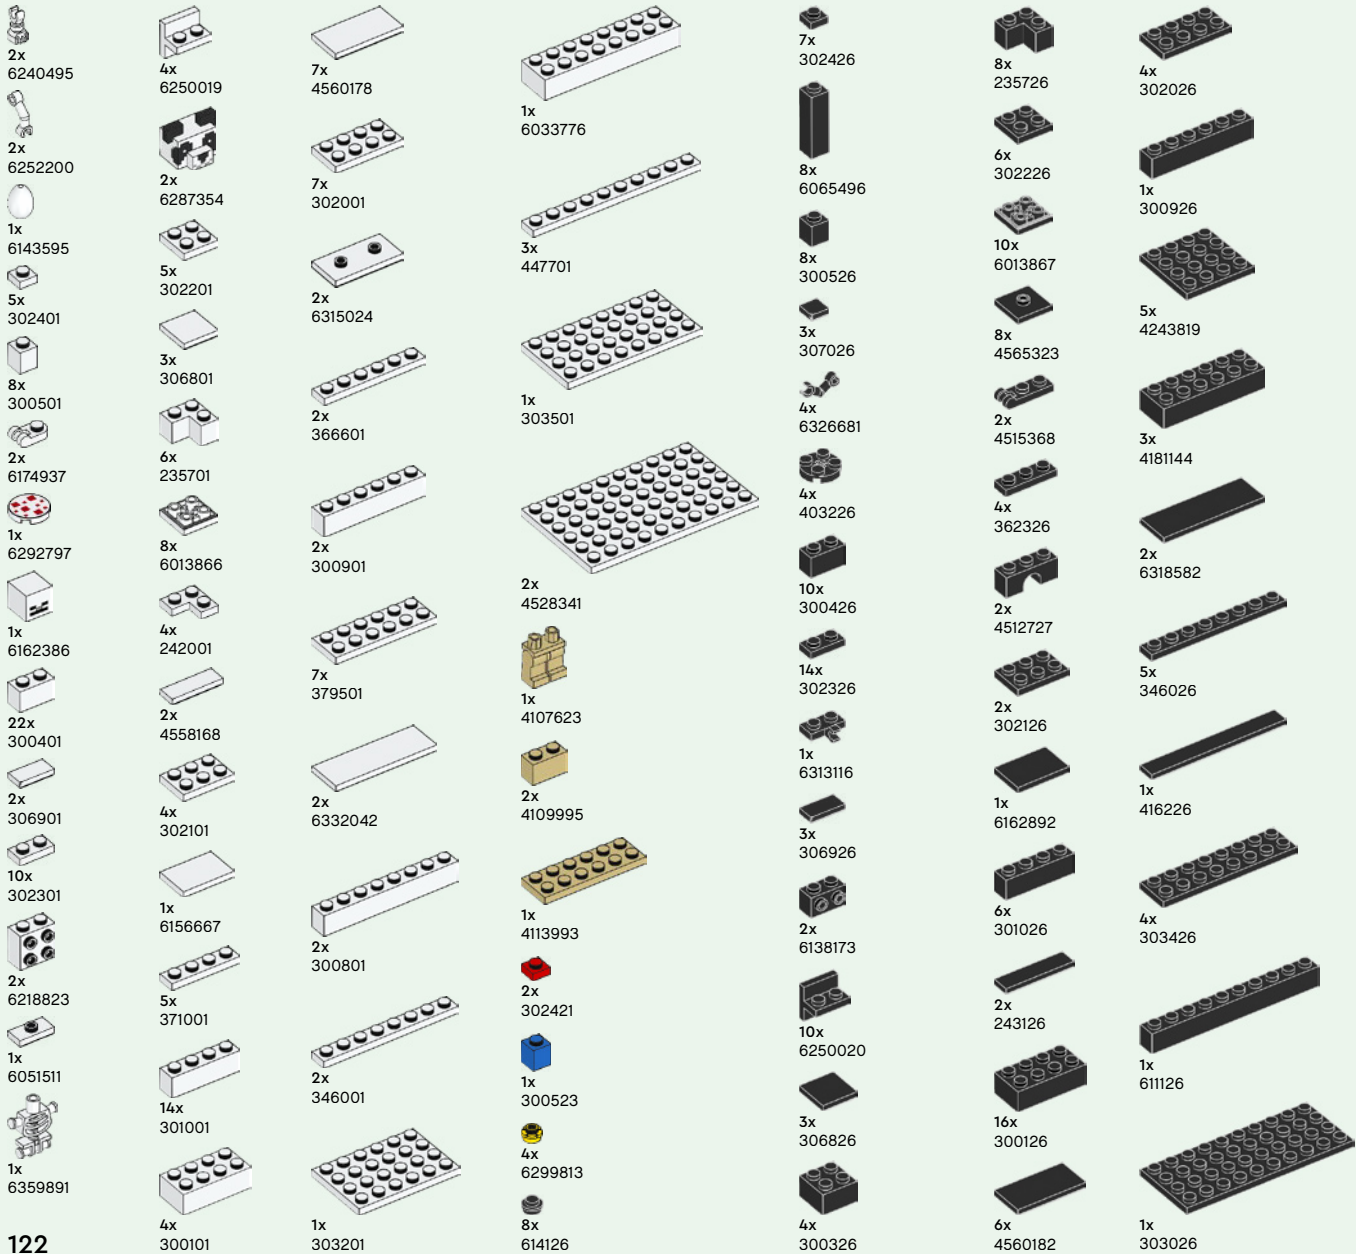 2x
6240495
2x
6252200
1x
6143595
5x
302401
8x
300501
2x
6174937
1x
6292797
1x
6162386
22x
300401
2x
306901
10x
302301
2x
6218823
1x
6051511
1x
6359891
4x
6250019
2x
6287354
5x
302201
3x
306801
6x
235701
8x
6013866
4x
242001
2x
4558168
4x
302101
1x
6156667
5x
371001
14x
301001
4x
300101
7x
4560178
7x
302001
2x
6315024
2x
366601
2x
300901
7x
379501
2x
6332042
2x
300801
2x
346001
1x
303201
1x
6033776
3x
447701
1x
303501
2x
4528341
1x
4107623
2x
4109995
1x
4113993
2x
302421
1x
300523
4x
6299813
8x
614126
7x
302426
8x
6065496
8x
300526
3x
307026
4x
6326681
4x
403226
10x
300426
14x
302326
1x
6313116
3x
306926
2x
6138173
10x
6250020
3x
306826
4x
300326
8x
235726
6x
302226
10x
6013867
8x
4565323
2x
4515368
4x
362326
2x
4512727
2x
302126
1x
6162892
6x
301026
2x
243126
16x
300126
6x
4560182
4x
302026
1x
300926
5x
4243819
3x
4181144
2x
6318582
5x
346026
1x
416226
4x
303426
1x
611126
1x
303026
122